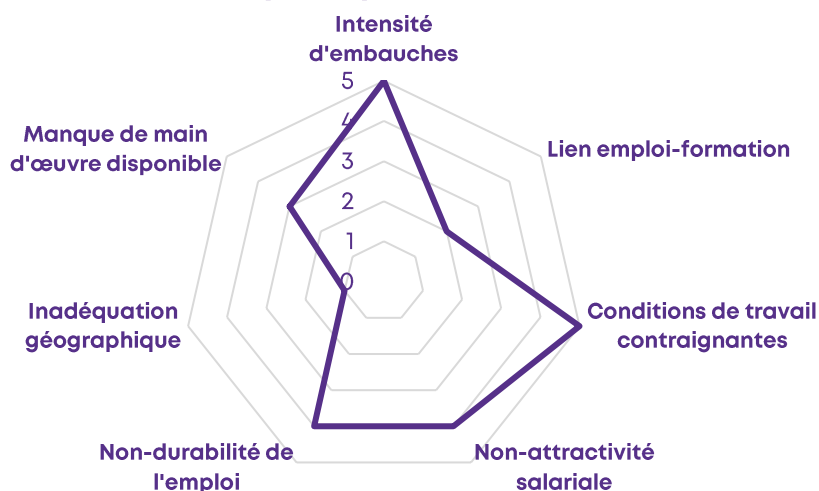 Intensité
d'embauches
5
4
3
2
1
0
Manque de main
d'œuvre disponible
Lien emploi-formation
Inadéquation
géographique
Conditions de travail
contraignantes
Non-durabilité de
l'emploi
Non-attractivité
salariale